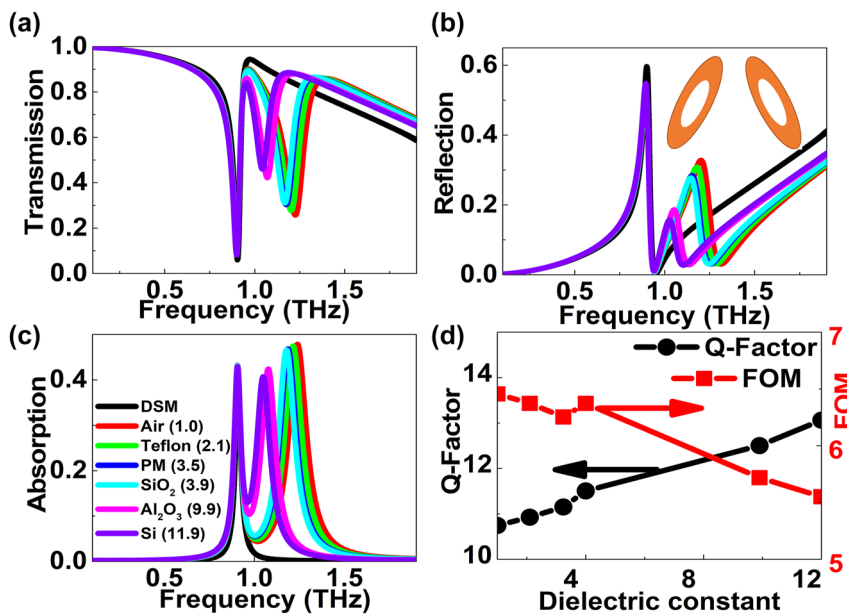 (a)
1.0
0.8
0.6
0.4
0.2
0.0
Transmission
0.5
1.0
1.5
Frequency (THz)
(b)
0.6
0.4
0.2
0.0
Reflection
0.5
1.0
1.5
Frequency (THz)
(c)
0.4
0.2
0.0
Absorption
DSM
Air (1.0)
Teflon (2.1)
PM (3.5)
SiO₂ (3.9)
Al₂O₃ (9.9)
Si (11.9)
0.5
1.0
1.5
Frequency (THz)
(d)
14
13
12
11
10
Q-Factor
Q-Factor
FOM
7
6
5
FOM
4
8
12
Dielectric constant